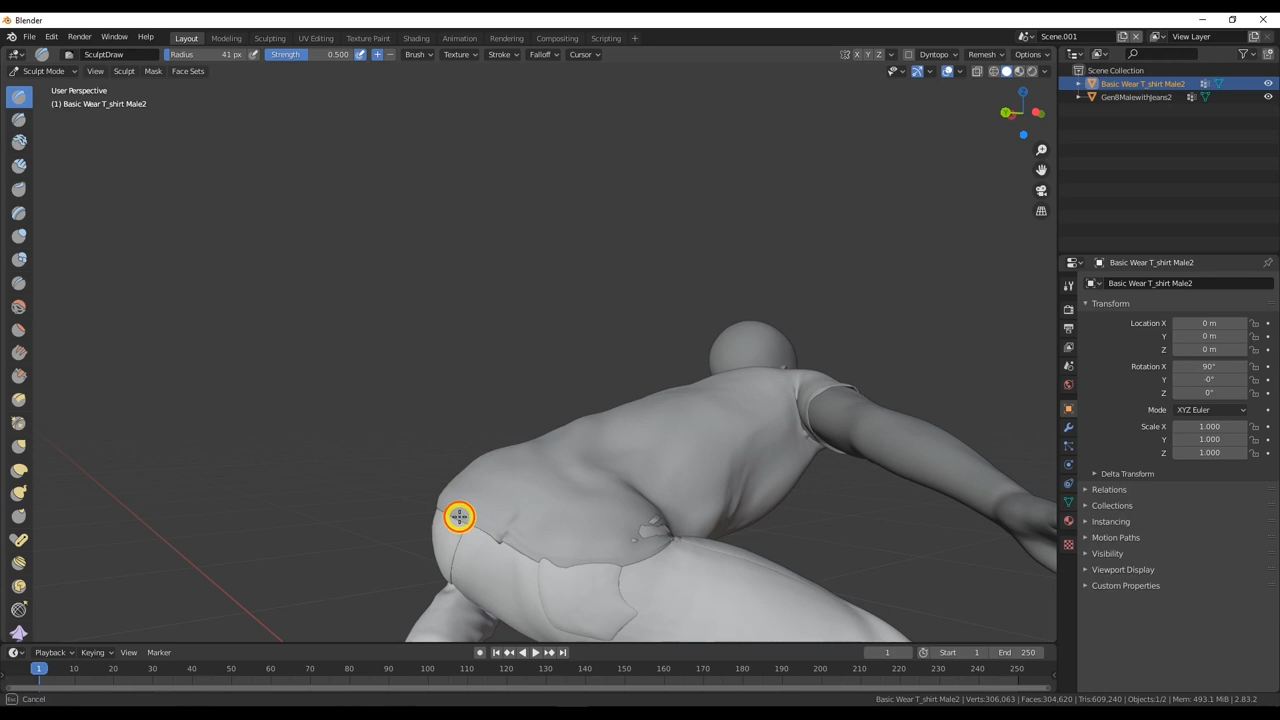 Blender
File Edit Render Window Help Layout Modeling Sculpting UV Editing Texture Paint Shading Animation Rendering Compositing Scripting + Scene.001 View Layer
SculptDraw Radius 41 px Strength 0.500 Brush Texture Stroke Falloff Cursor X Y Z Dyntopo Remesh Options
Sculpt Mode View Sculpt Mask Face Sets
User Perspective
(1) Basic Wear T_shirt Male2
Z
Y
Scene Collection
Basic Wear T_shirt Male2
Gen8MalewithJeans2
Basic Wear T_shirt Male2
Basic Wear T_shirt Male2
Transform
Location X 0 m
Y 0 m
Z 0 m
Rotation X 90°
Y -0°
Z 0°
Mode XYZ Euler
Scale X 1.000
Y 1.000
Z 1.000
Delta Transform
Relations
Collections
Instancing
Motion Paths
Visibility
Viewport Display
Custom Properties
Playback Keying View Marker 1 Start 1 End 250
1 10 20 30 40 50 60 70 80 90 100 110 120 130 140 150 160 170 180 190 200 210 220 230 240 250
Esc Cancel Basic Wear T_shirt Male2 | Verts:306,063 | Faces:304,620 | Tris:609,240 | Objects:1/2 | Mem: 493.1 MiB | 2.83.2